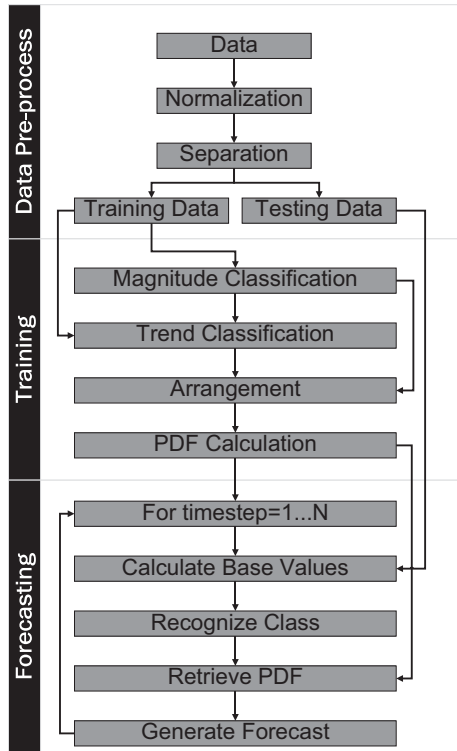 Data Pre-process
Data
Normalization
Separation
Training Data
Testing Data
Training
Magnitude Classification
Trend Classification
Arrangement
PDF Calculation
Forecasting
For timestep=1...N
Calculate Base Values
Recognize Class
Retrieve PDF
Generate Forecast